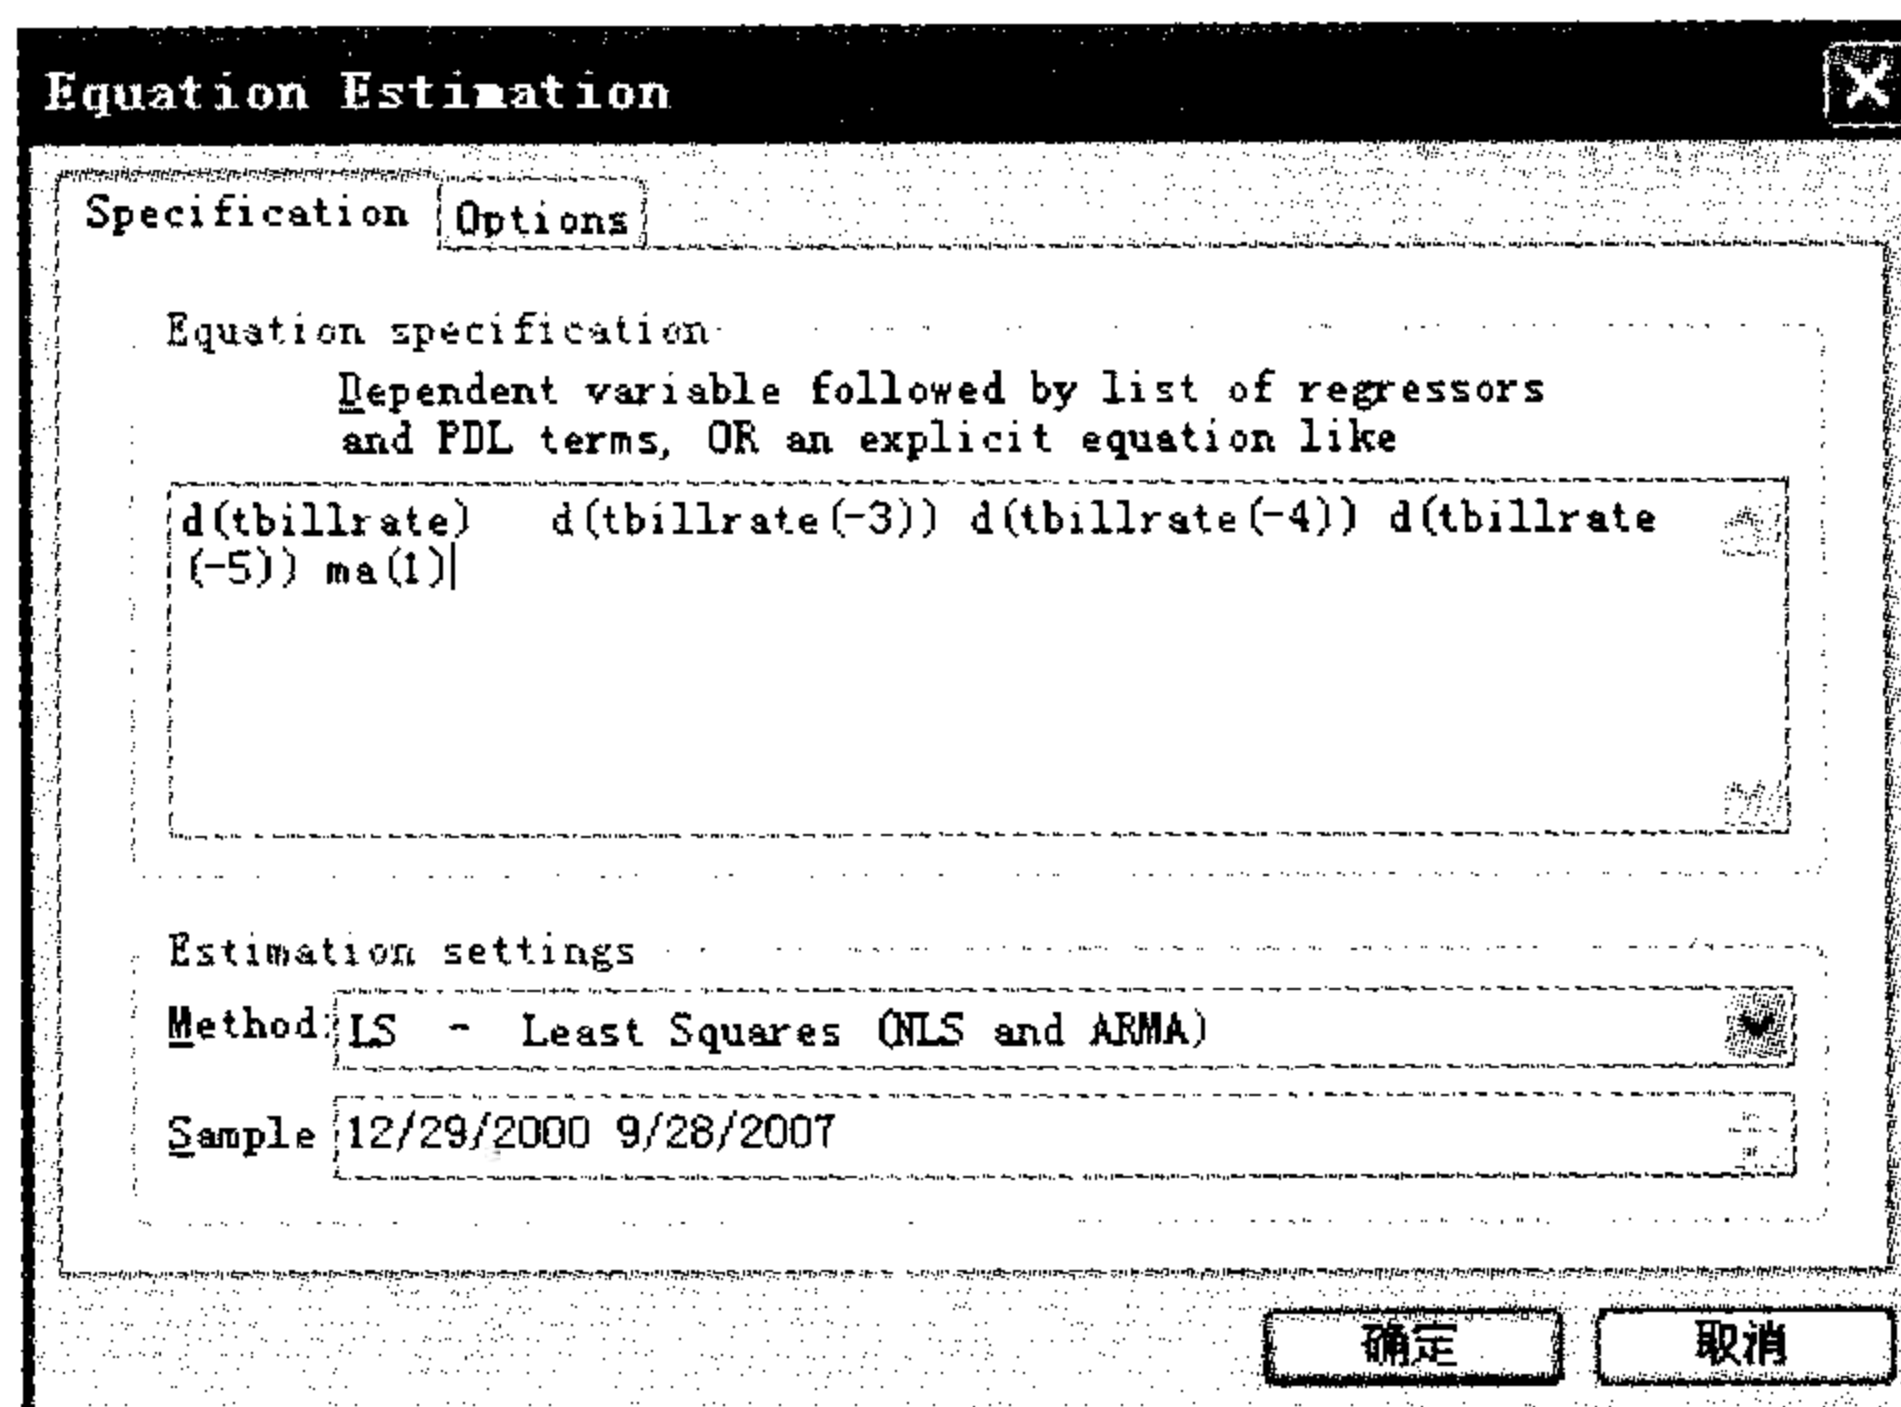 Equation Estimation
Specification Options
Equation specification
Dependent variable followed by list of regressors
and PDL terms, OR an explicit equation like
d(tbillrate) d(tbillrate(-3)) d(tbillrate(-4)) d(tbillrate
(-5)) ma(1)
Estimation settings
Method: LS - Least Squares (NLS and ARMA)
Sample 12/29/2000 9/28/2007
确定 取消